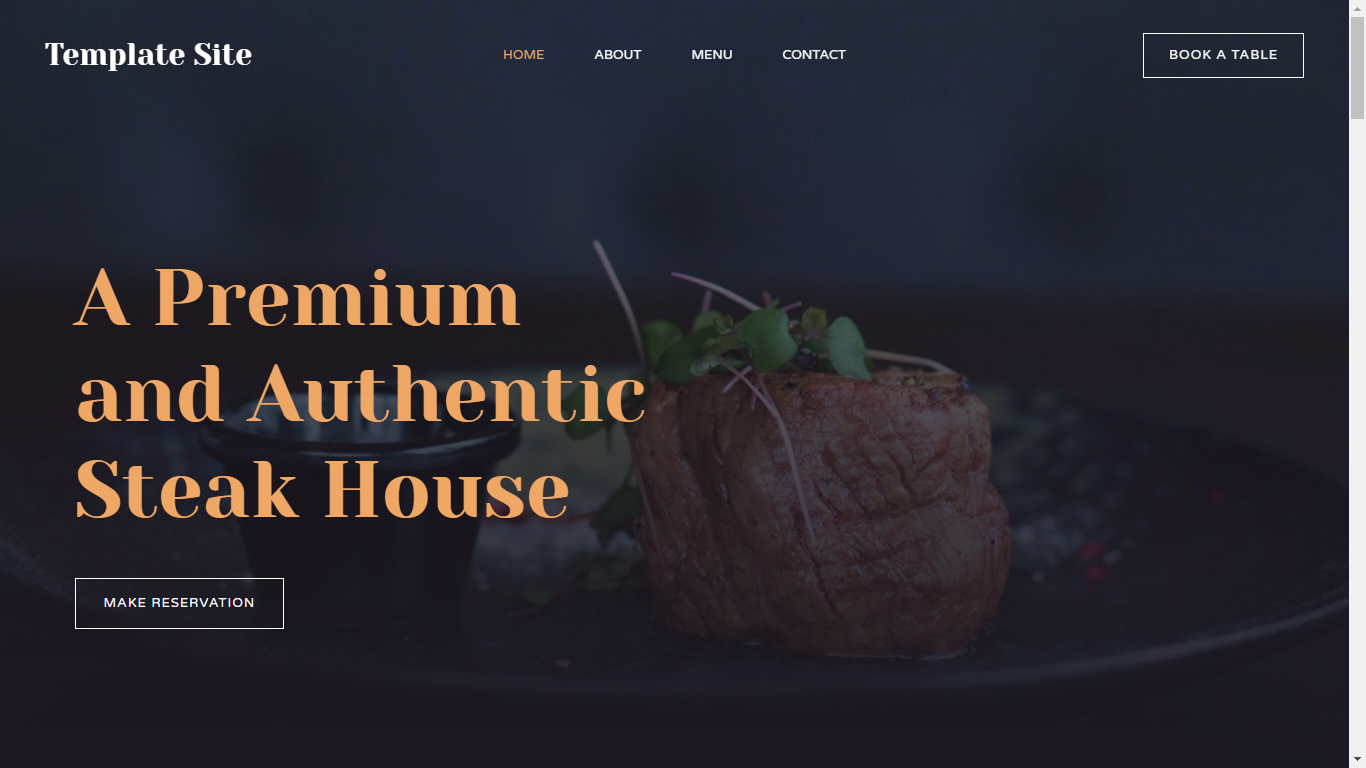 Template Site
HOME
ABOUT
MENU
CONTACT
BOOK A TABLE
A Premium
and Authentic
Steak House
MAKE RESERVATION